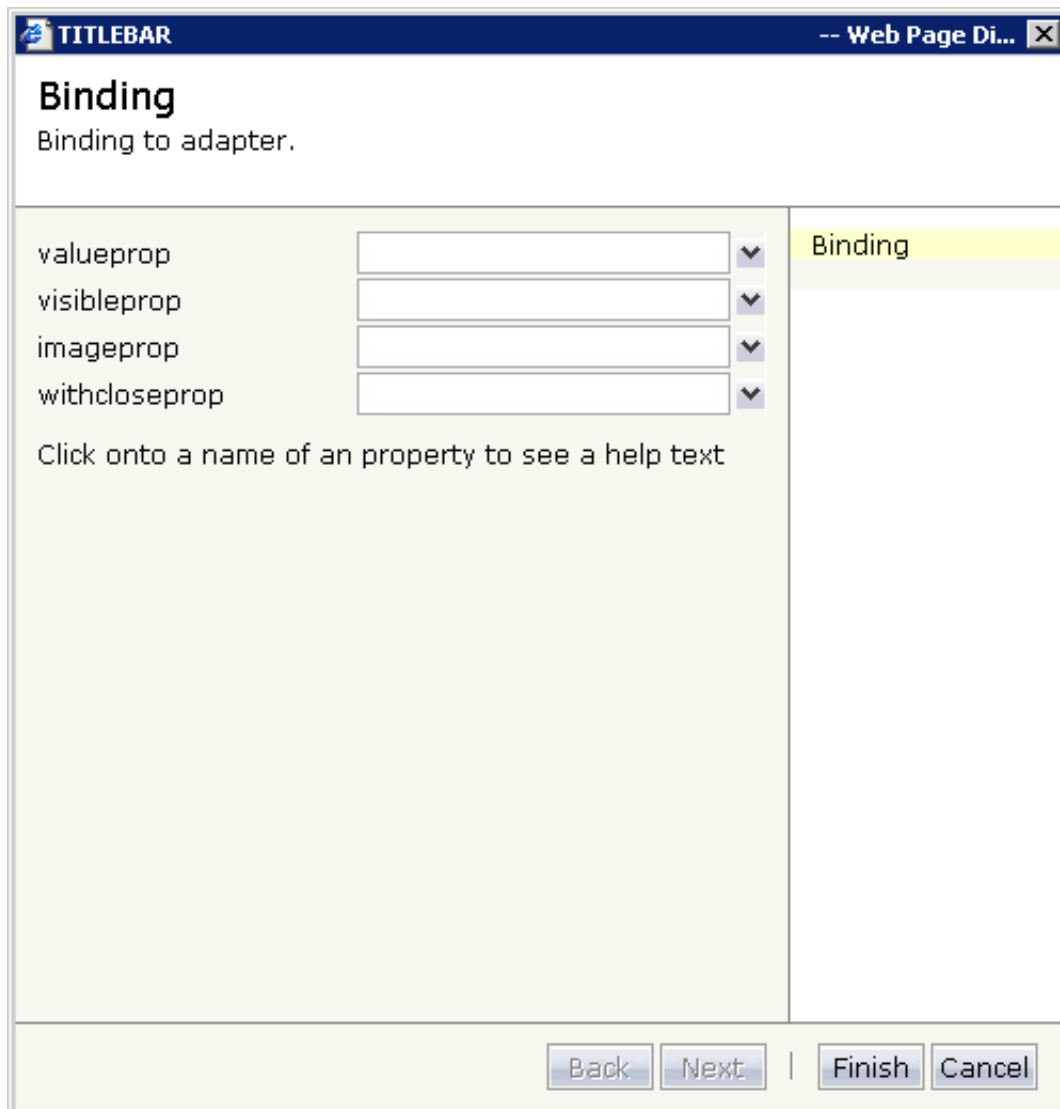 TITLEBAR -- Web Page Di...
Binding
Binding to adapter.
valueprop
visibleprop
imageprop
withcloseprop
Click onto a name of an property to see a help text
Binding
Back Next | Finish Cancel